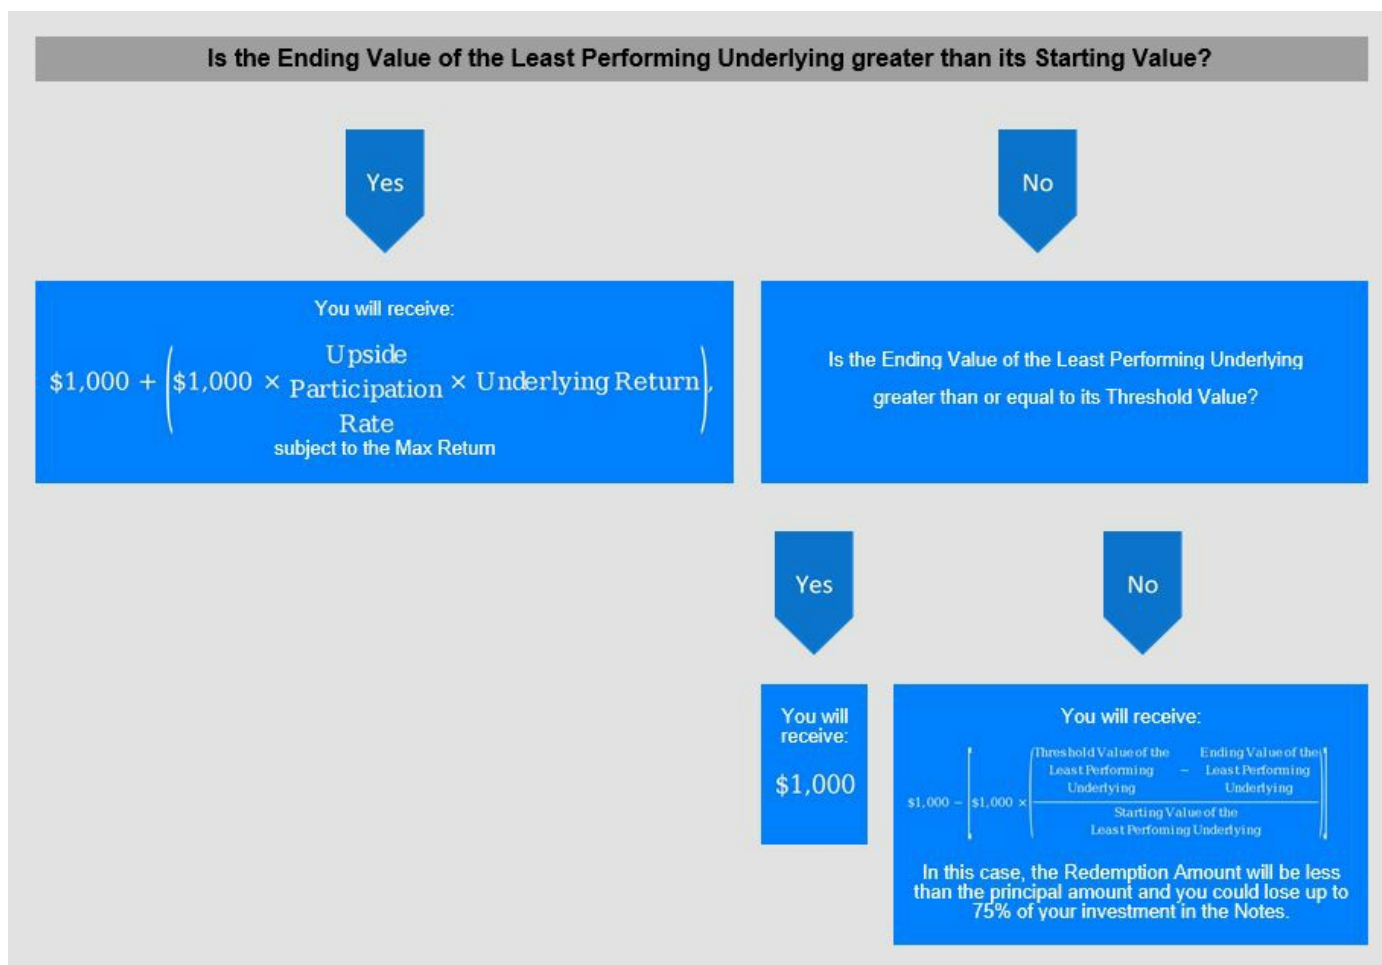 Is the Ending Value of the Least Performing Underlying greater than its Starting Value?
Yes
No
You will receive:
$1,000 + ($1,000 × Upside Participation Rate × Underlying Return),
subject to the Max Return
Is the Ending Value of the Least Performing Underlying
greater than or equal to its Threshold Value?
Yes
No
You will
receive:
$1,000
You will receive:
Threshold Value of the Ending Value of the
Least Performing − Least Performing
Underlying Underlying
$1,000 − [$1,000 × ( ) ]
Starting Value of the
Least Perfoming Underlying
In this case, the Redemption Amount will be less
than the principal amount and you could lose up to
75% of your investment in the Notes.